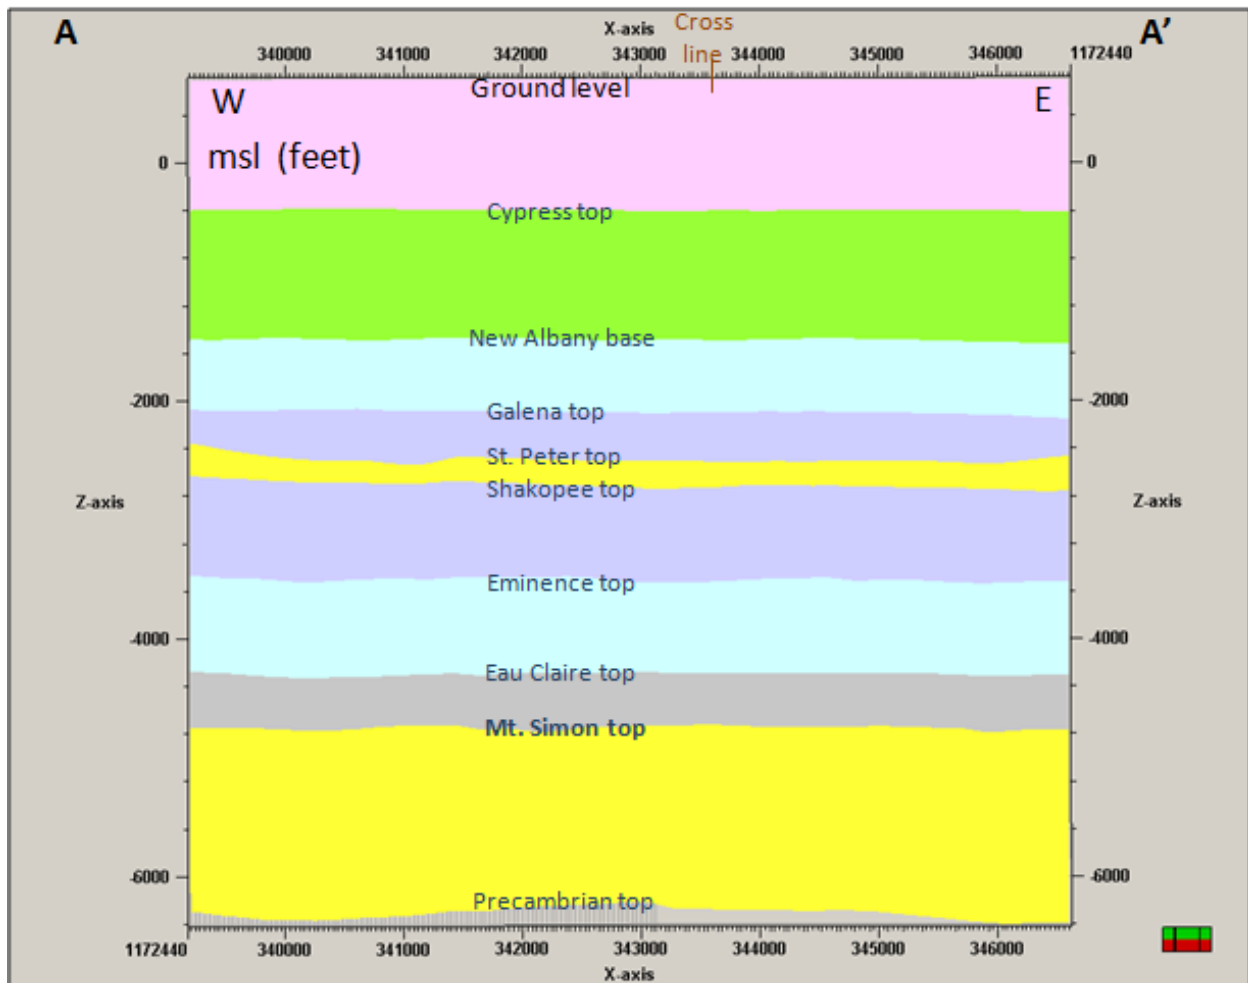 A
X-axis
Cross
line
A’
340000 341000 342000 343000 344000 345000 346000 1172440
Ground level
W
E
msl (feet)
0
0
Cypress top
New Albany base
-2000
-2000
Galena top
St. Peter top
Shakopee top
Z-axis
Z-axis
Eminence top
-4000
-4000
Eau Claire top
Mt. Simon top
-6000
-6000
Precambrian top
1172440 340000 341000 342000 343000 344000 345000 346000
X-axis